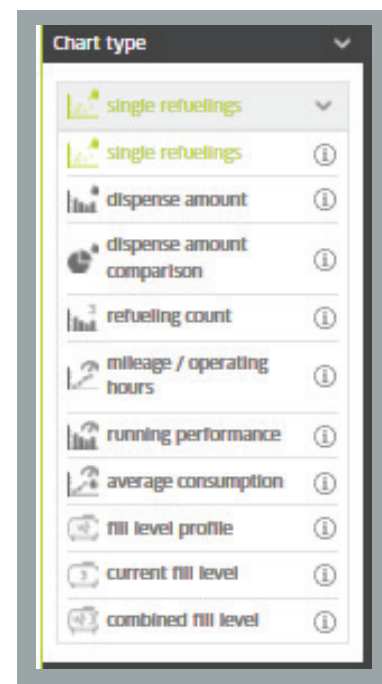 Chart type
single refuelings
single refuelings
dispense amount
dispense amount
comparison
refueling count
mileage / operating
hours
running performance
average consumption
fill level profile
current fill level
combined fill level